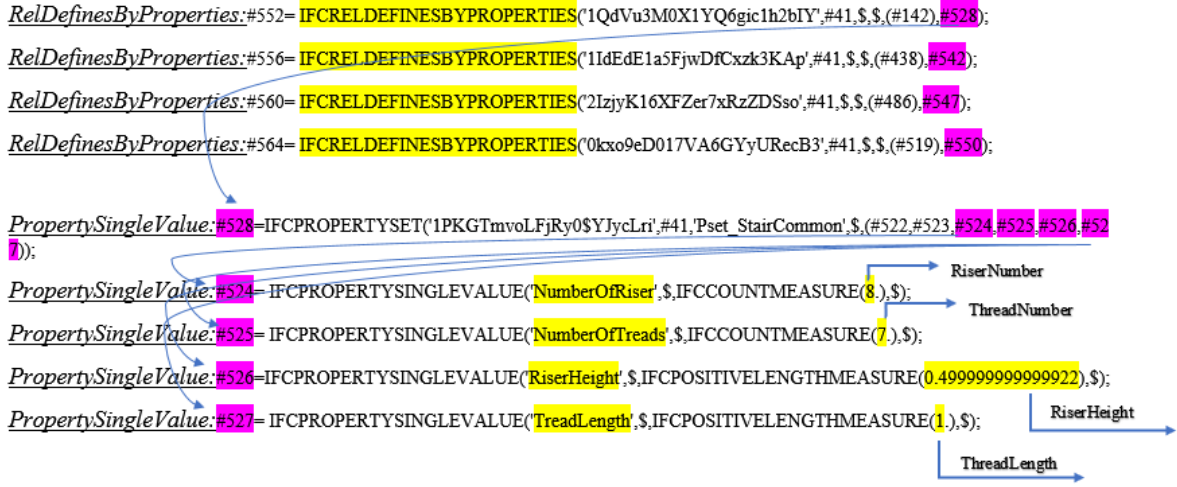 RelDefinesByProperties:#552= IFCRELDEFINESBYPROPERTIES('1QdVu3M0X1YQ6gic1h2bIY',#41,$,$,(#142),#528);
RelDefinesByProperties:#556= IFCRELDEFINESBYPROPERTIES('1IdEdE1a5FjwDfCxzk3KAp',#41,$,$,(#438),#542);
RelDefinesByProperties:#560= IFCRELDEFINESBYPROPERTIES('2IzjyK16XFZer7xRzZDSso',#41,$,$,(#486),#547);
RelDefinesByProperties:#564= IFCRELDEFINESBYPROPERTIES('0kxo9eD017VA6GYyURecB3',#41,$,$,(#519),#550);
PropertySingleValue:#528=IFCPROPERTYSET('1PKGTmvoLFjRy0$YJycLri',#41,'Pset_StairCommon',$,(#522,#523,#524,#525,#526,#52
7));
RiserNumber
PropertySingleValue:#524= IFCPROPERTYSINGLEVALUE('NumberOfRiser',$,IFCCOUNTMEASURE(8.),$);
ThreadNumber
PropertySingleValue:#525= IFCPROPERTYSINGLEVALUE('NumberOfTreads',$,IFCCOUNTMEASURE(7.),$);
PropertySingleValue:#526=IFCPROPERTYSINGLEVALUE('RiserHeight',$,IFCPOSITIVELENGTHMEASURE(0.499999999999922),$);
RiserHeight
PropertySingleValue:#527= IFCPROPERTYSINGLEVALUE('TreadLength',$,IFCPOSITIVELENGTHMEASURE(1.),$);
ThreadLength